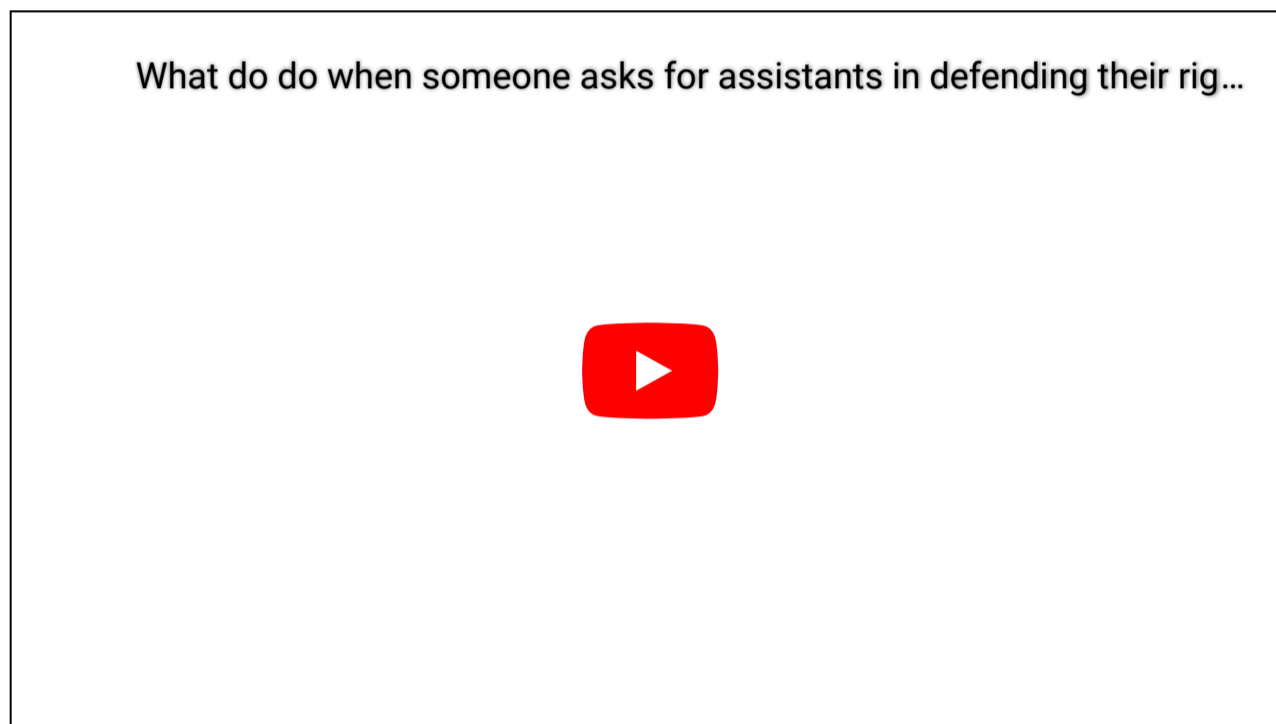 What do do when someone asks for assistants in defending their rig...